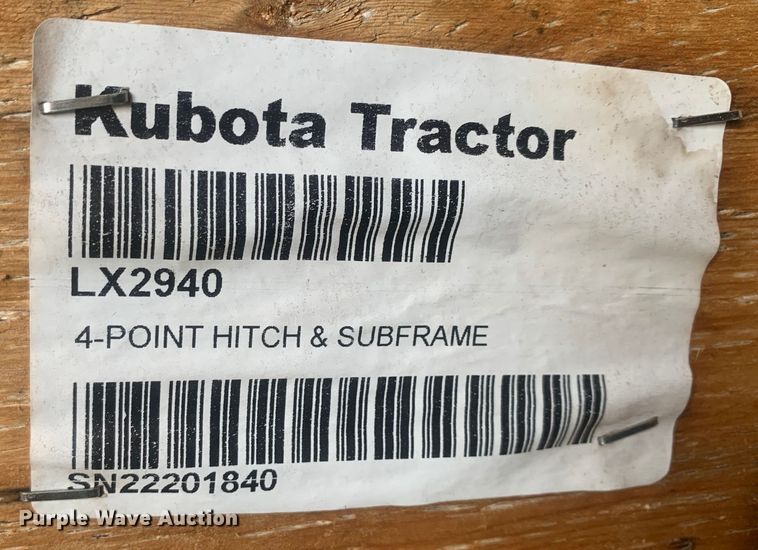 Kubota Tractor
LX2940
4-POINT HITCH & SUBFRAME
SN22201840
Purple Wave Auction